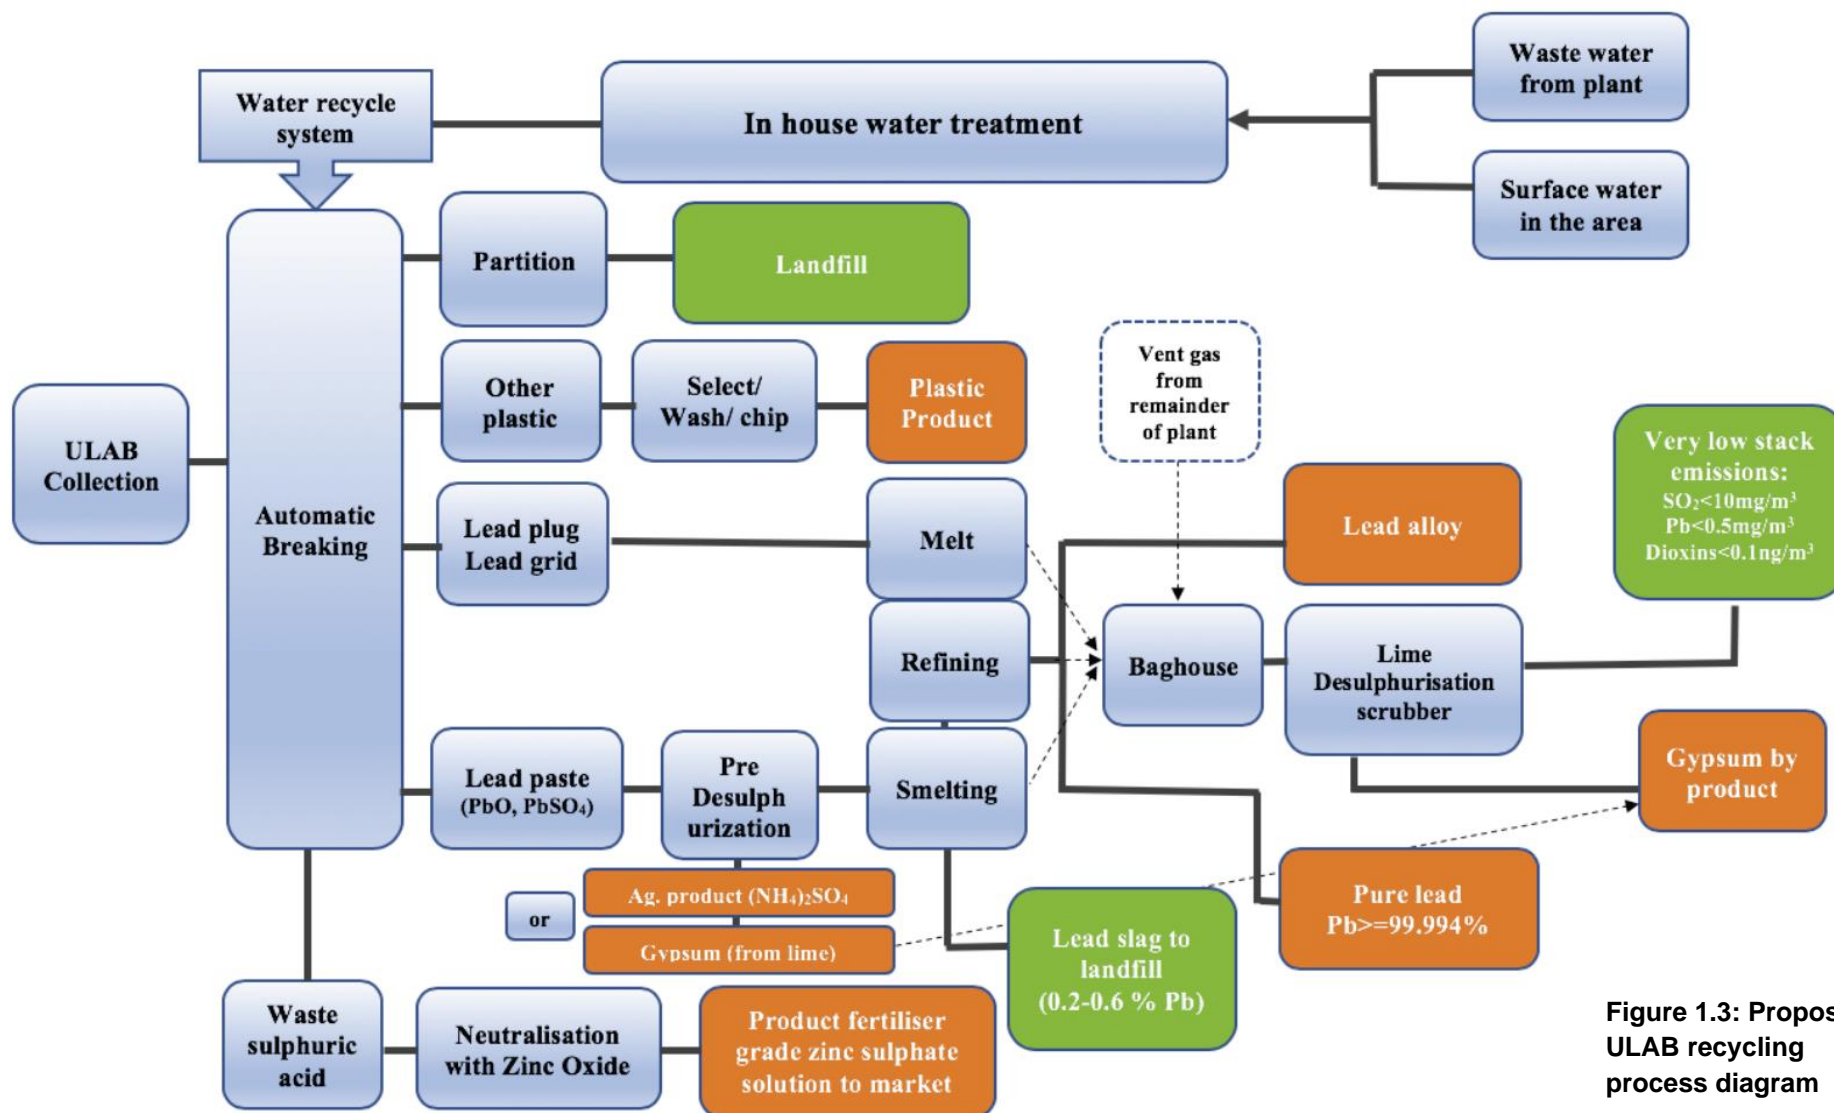 Waste water
from plant
Water recycle
system
In house water treatment
Surface water
in the area
Partition
Landfill
Vent gas
from
remainder
of plant
Other
plastic
Select/
Wash/ chip
Plastic
Product
ULAB
Collection
Very low stack
emissions:
SO₂<10mg/m³
Pb<0.5mg/m³
Dioxins<0.1ng/m³
Automatic
Breaking
Lead plug
Lead grid
Melt
Lead alloy
Refining
Baghouse
Lime
Desulphurisation
scrubber
Lead paste
(PbO, PbSO₄)
Pre
Desulph
urization
Smelting
Gypsum by
product
or
Ag. product (NH₄)₂SO₄
Gypsum (from lime)
Lead slag to
landfill
(0.2-0.6 % Pb)
Pure lead
Pb>=99.994%
Waste
sulphuric
acid
Neutralisation
with Zinc Oxide
Product fertiliser
grade zinc sulphate
solution to market
Figure 1.3: Propos
ULAB recycling
process diagram